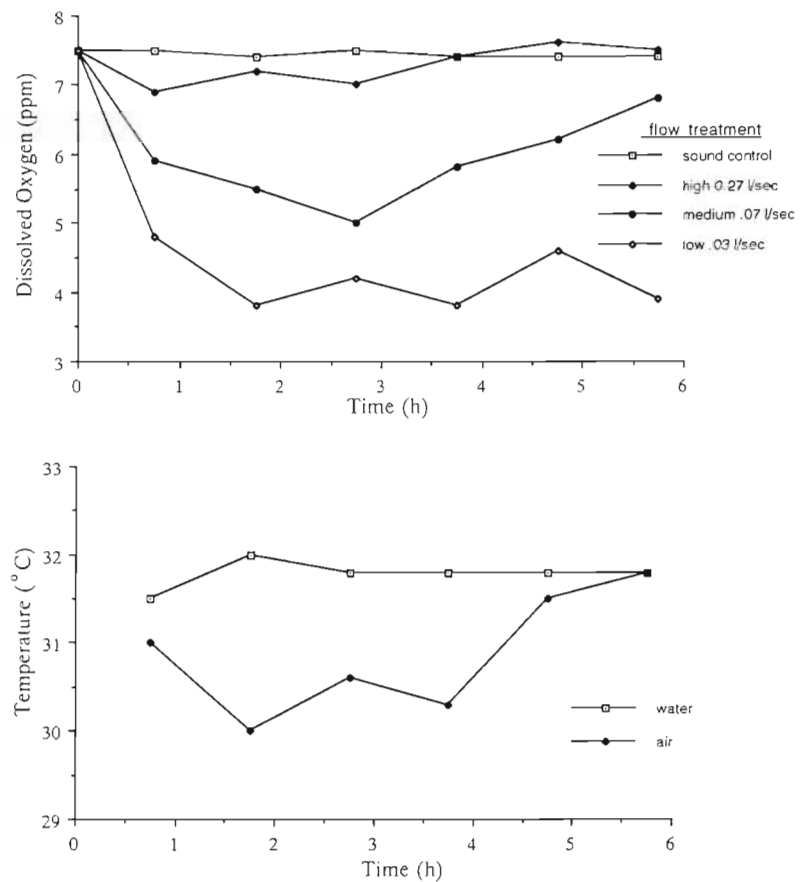 8
7
6
5
4
3
Dissolved Oxygen (ppm)
0 1 2 3 4 5 6
Time (h)
flow treatment
sound control
high 0.27 l/sec
medium .07 l/sec
low .03 l/sec
33
32
31
30
29
Temperature (°C)
0 1 2 3 4 5 6
Time (h)
water
air